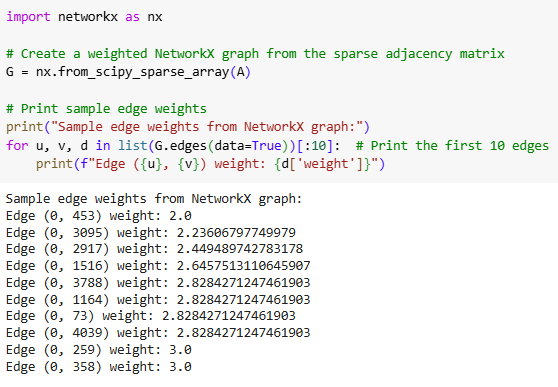 import networkx as nx
# Create a weighted NetworkX graph from the sparse adjacency matrix
G = nx.from_scipy_sparse_array(A)
# Print sample edge weights
print("Sample edge weights from NetworkX graph:")
for u, v, d in list(G.edges(data=True))[:10]:  # Print the first 10 edges
    print(f"Edge ({u}, {v}) weight: {d['weight']}")
Sample edge weights from NetworkX graph:
Edge (0, 453) weight: 2.0
Edge (0, 3095) weight: 2.23606797749979
Edge (0, 2917) weight: 2.449489742783178
Edge (0, 1516) weight: 2.6457513110645907
Edge (0, 3788) weight: 2.8284271247461903
Edge (0, 1164) weight: 2.8284271247461903
Edge (0, 73) weight: 2.8284271247461903
Edge (0, 4039) weight: 2.8284271247461903
Edge (0, 259) weight: 3.0
Edge (0, 358) weight: 3.0